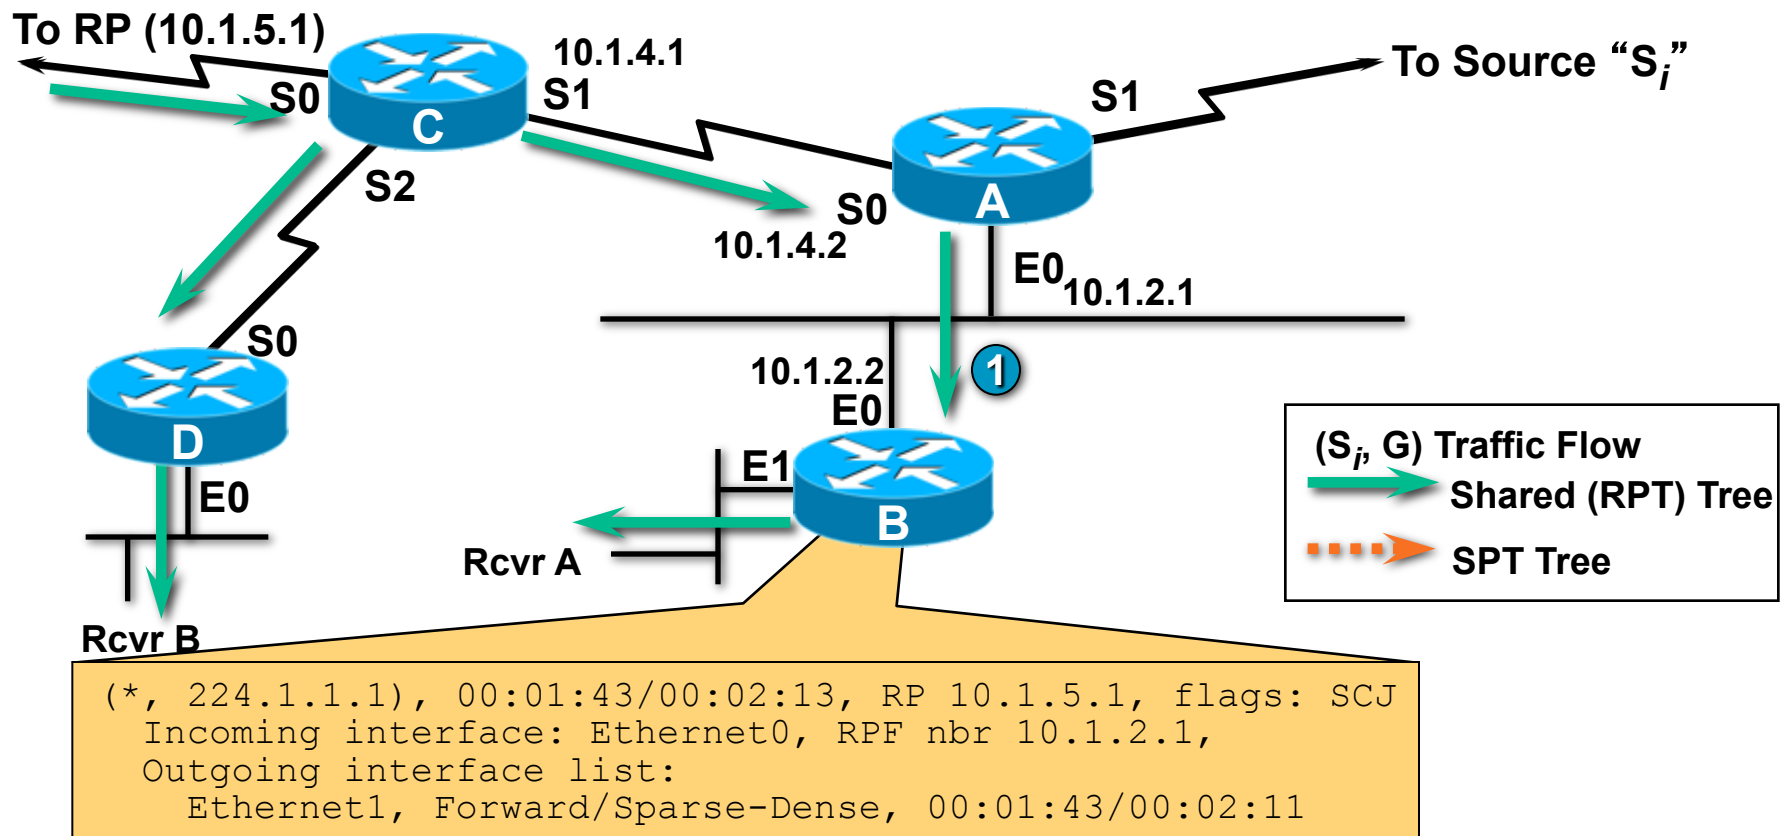 To RP (10.1.5.1)
10.1.4.1
To Source “Si”
S0
S1
S1
C
A
S2
S0
10.1.4.2
E0
10.1.2.1
S0
10.1.2.2
1
E0
D
(Si, G) Traffic Flow
E1
Shared (RPT) Tree
E0
B
Rcvr A
SPT Tree
Rcvr B
(*, 224.1.1.1), 00:01:43/00:02:13, RP 10.1.5.1, flags: SCJ
Incoming interface: Ethernet0, RPF nbr 10.1.2.1,
Outgoing interface list:
Ethernet1, Forward/Sparse-Dense, 00:01:43/00:02:11